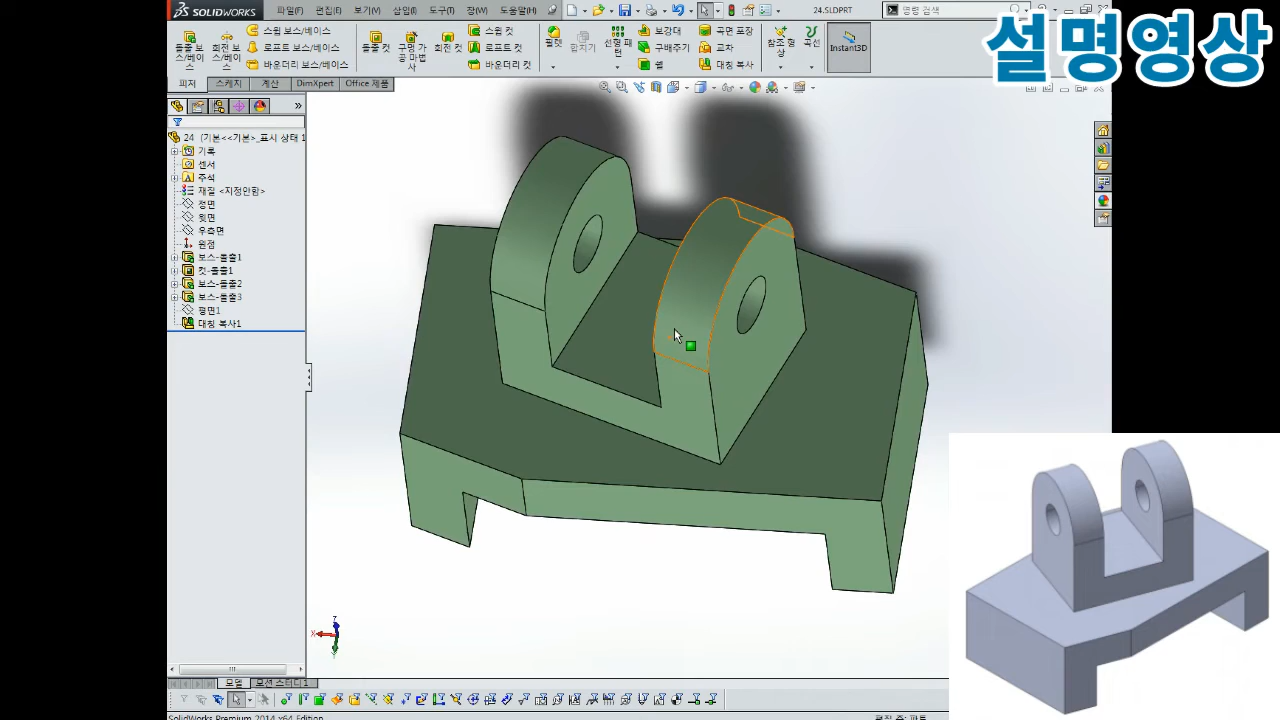 SOLIDWORKS
파일(F)
편집(E)
보기(V)
삽입(I)
도구(T)
창(W)
도움말(H)
24.SLDPRT
명령 검색
설명영상
돌출 보스/베이스
회전 보스/베이스
스윕 보스/베이스
로프트 보스/베이스
바운더리 보스/베이스
돌출 컷
구멍 가공 마법사
회전 컷
스윕 컷
로프트 컷
바운더리 컷
필렛
선형 패턴
보강대
구배주기
쉘
곡면 포장
교차
대칭 복사
참조 형상
곡선
Instant3D
피처
스케치
계산
DimXpert
Office 제품
24 (기본<<기본>_표시 상태 1
기록
센서
주석
재질 <지정안함>
정면
윗면
우측면
원점
보스-돌출1
컷-돌출1
보스-돌출2
보스-돌출3
평면1
대칭 복사1
Z
X
모델
모션 스터디 1
SolidWorks Premium 2014 x64 Edition
편집 중: 파트